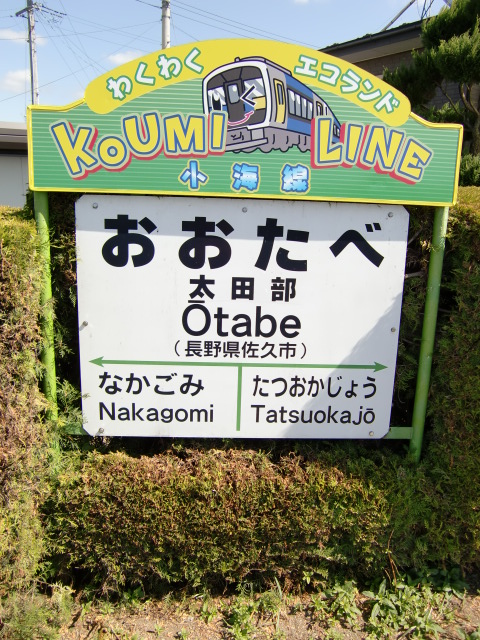 わくわく エコランド
KOUMI LINE
小海線
おおたべ
太田部
Ōtabe
(長野県佐久市)
なかごみ たつおかじょう
Nakagomi Tatsuokajō